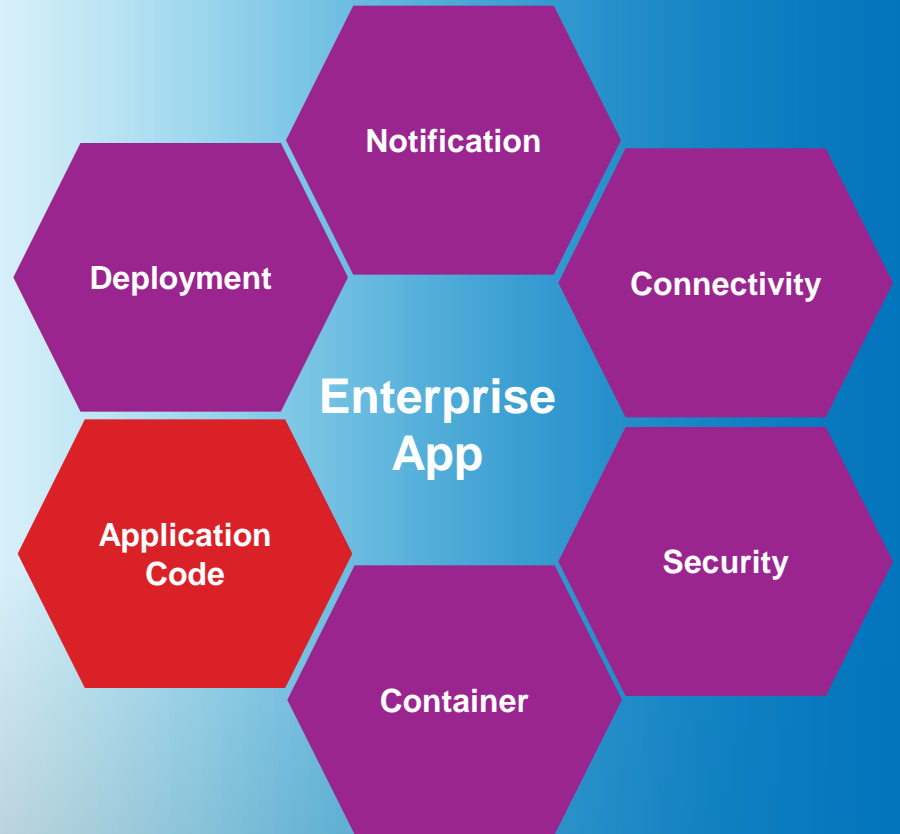 Notification
Deployment
Connectivity
Enterprise
App
Application
Code
Security
Container